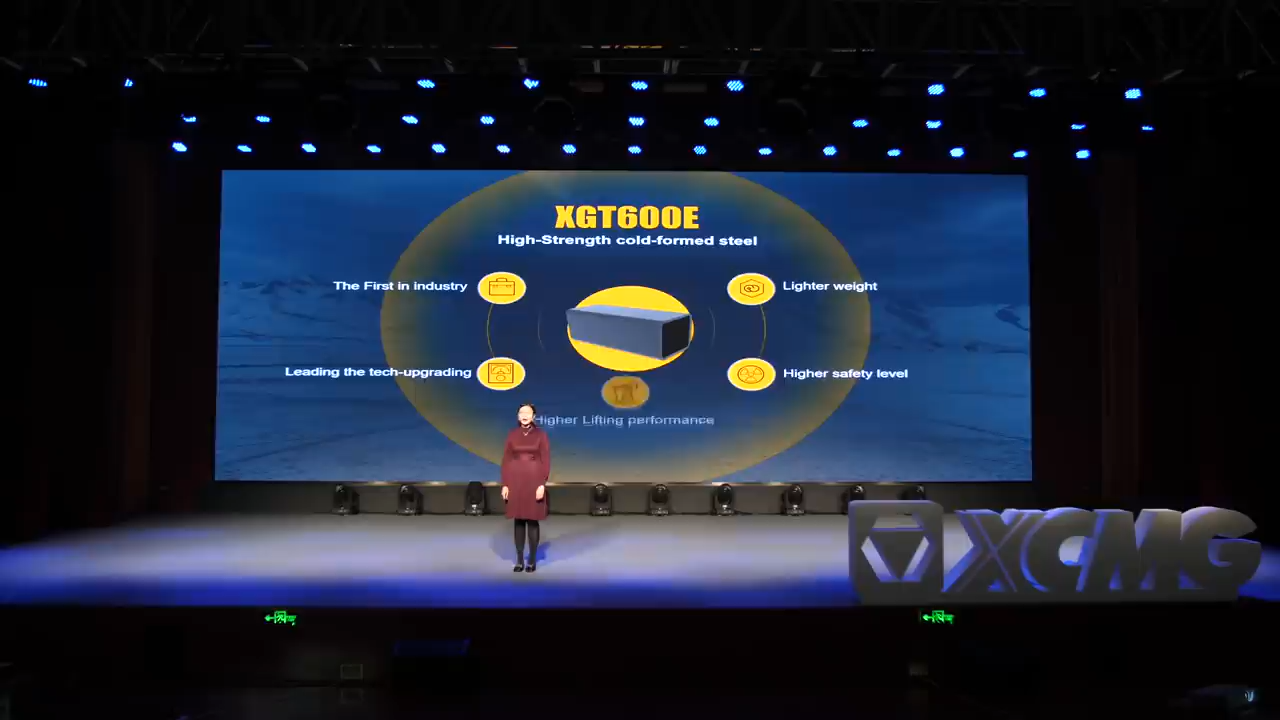 XGT600E
High-Strength cold-formed steel
The First in industry
Lighter weight
Leading the tech-upgrading
Higher safety level
Higher Lifting performance
XCMG